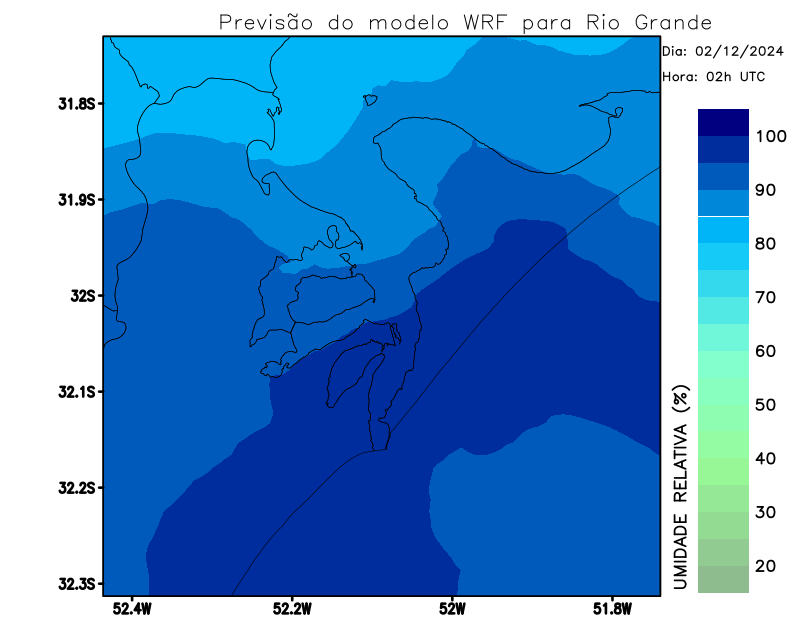 Previsão do modelo WRF para Rio Grande
Dia: 02/12/2024
Hora: 02h UTC
31.8S
31.9S
32S
32.1S
32.2S
32.3S
52.4W
52.2W
52W
51.8W
100
90
80
70
60
50
40
30
20
UMIDADE RELATIVA (%)